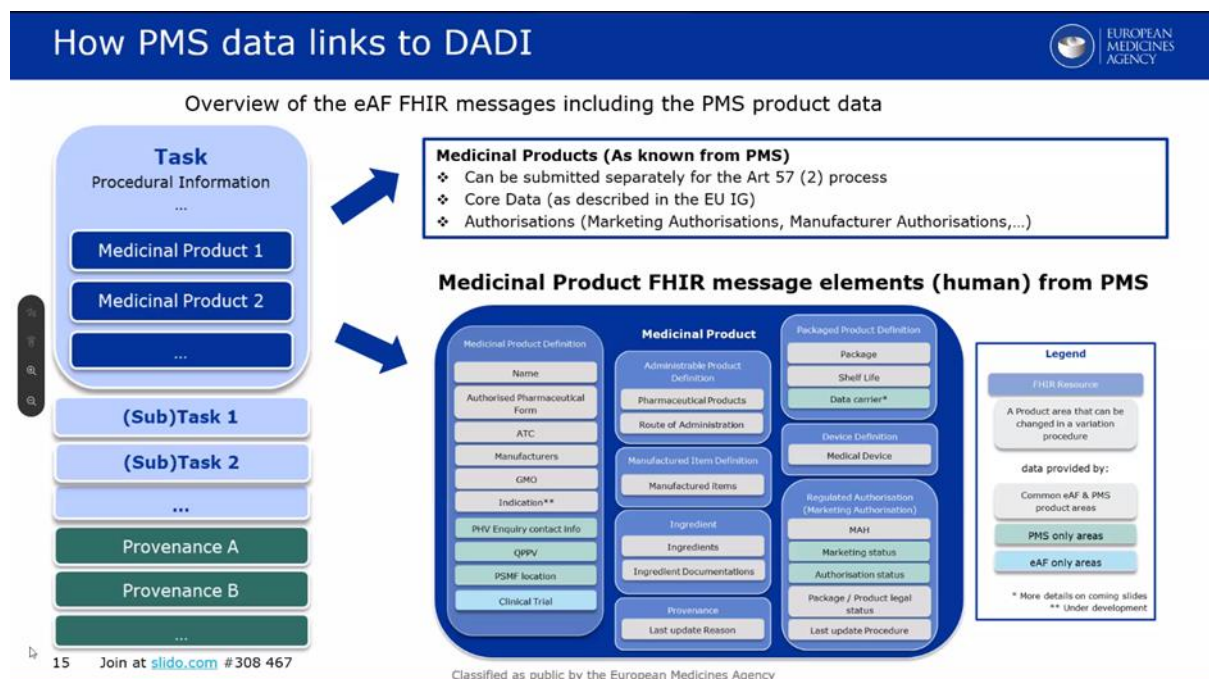 How PMS data links to DADI
EUROPEAN
MEDICINES
AGENCY
Overview of the eAF FHIR messages including the PMS product data
Task
Procedural Information
...
Medicinal Product 1
Medicinal Product 2
...
(Sub)Task 1
(Sub)Task 2
...
Provenance A
Provenance B
...
Medicinal Products (As known from PMS)
❖ Can be submitted separately for the Art 57 (2) process
❖ Core Data (as described in the EU IG)
❖ Authorisations (Marketing Authorisations, Manufacturer Authorisations,...)
Medicinal Product FHIR message elements (human) from PMS
Medicinal Product Definition
Name
Authorised Pharmaceutical
Form
ATC
Manufacturers
GMO
Indication**
PHV Enquiry contact info
QPPV
PSMF location
Clinical Trial
Medicinal Product
Administrable Product
Definition
Pharmaceutical Products
Route of Administration
Manufactured Item Definition
Manufactured items
Ingredient
Ingredients
Ingredient Documentations
Provenance
Last update Reason
Packaged Product Definition
Package
Shelf Life
Data carrier*
Device Definition
Medical Device
Regulated Authorisation
(Marketing Authorisation)
MAH
Marketing status
Authorisation status
Package / Product legal
status
Last update Procedure
Legend
FHIR Resource
A Product area that can be
changed in a variation
procedure
data provided by:
Common eAF & PMS
product areas
PMS only areas
eAF only areas
* More details on coming slides
** Under development
15 Join at slido.com #308 467
Classified as public by the European Medicines Agency